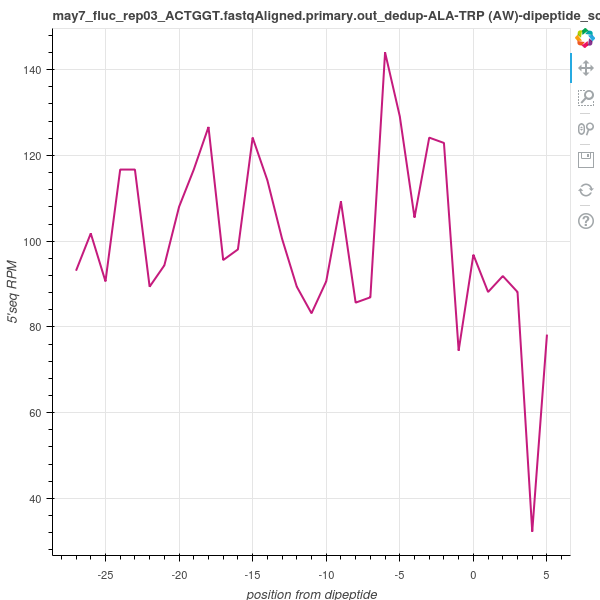 may7_fluc_rep03_ACTGGT.fastqAligned.primary.out_dedup-ALA-TRP (AW)-dipeptide_sc
140
120
100
80
60
40
5'seq RPM
-25 -20 -15 -10 -5 0 5
position from dipeptide